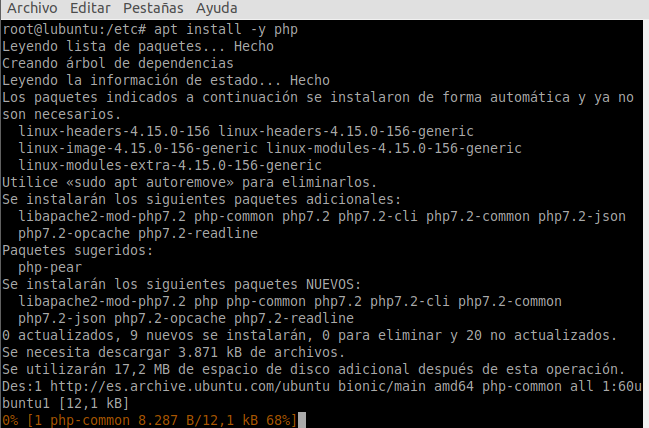 Archivo Editar Pestañas Ayuda
root@lubuntu:/etc# apt install -y php
Leyendo lista de paquetes... Hecho
Creando árbol de dependencias
Leyendo la información de estado... Hecho
Los paquetes indicados a continuación se instalaron de forma automática y ya no
son necesarios.
  linux-headers-4.15.0-156 linux-headers-4.15.0-156-generic
  linux-image-4.15.0-156-generic linux-modules-4.15.0-156-generic
  linux-modules-extra-4.15.0-156-generic
Utilice «sudo apt autoremove» para eliminarlos.
Se instalarán los siguientes paquetes adicionales:
  libapache2-mod-php7.2 php-common php7.2 php7.2-cli php7.2-common php7.2-json
  php7.2-opcache php7.2-readline
Paquetes sugeridos:
  php-pear
Se instalarán los siguientes paquetes NUEVOS:
  libapache2-mod-php7.2 php php-common php7.2 php7.2-cli php7.2-common
  php7.2-json php7.2-opcache php7.2-readline
0 actualizados, 9 nuevos se instalarán, 0 para eliminar y 20 no actualizados.
Se necesita descargar 3.871 kB de archivos.
Se utilizarán 17,2 MB de espacio de disco adicional después de esta operación.
Des:1 http://es.archive.ubuntu.com/ubuntu bionic/main amd64 php-common all 1:60u
buntu1 [12,1 kB]
0% [1 php-common 8.287 B/12,1 kB 68%]